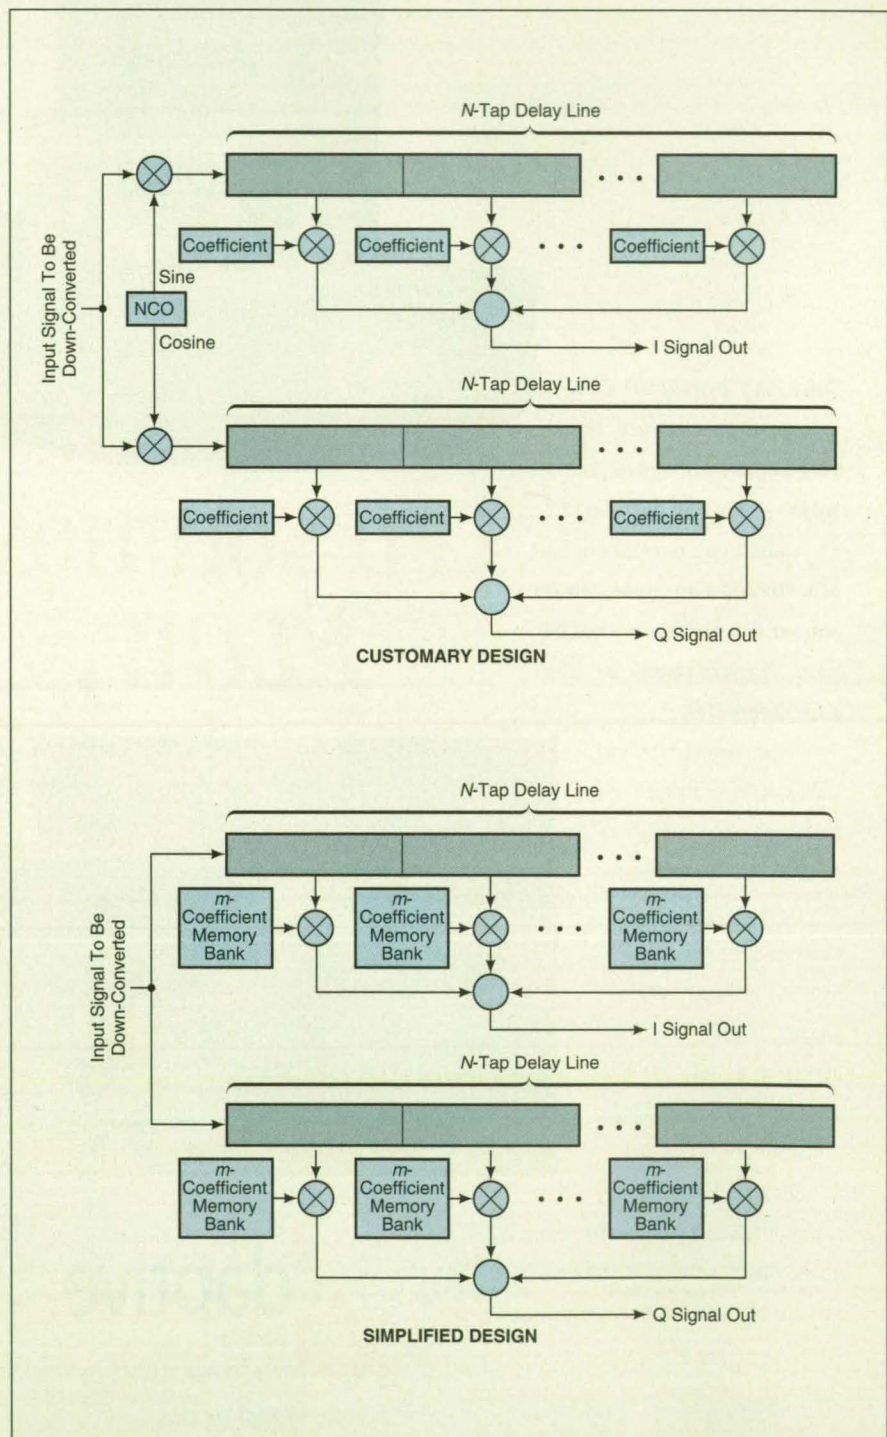 N-Tap Delay Line
Coefficient
Coefficient
Coefficient
Sine
NCO
Cosine
Input Signal To Be
Down-Converted
I Signal Out
N-Tap Delay Line
Coefficient
Coefficient
Coefficient
Q Signal Out
CUSTOMARY DESIGN
N-Tap Delay Line
m-
Coefficient
Memory
Bank
m-
Coefficient
Memory
Bank
m-
Coefficient
Memory
Bank
Input Signal To Be
Down-Converted
I Signal Out
N-Tap Delay Line
m-
Coefficient
Memory
Bank
m-
Coefficient
Memory
Bank
m-
Coefficient
Memory
Bank
Q Signal Out
SIMPLIFIED DESIGN